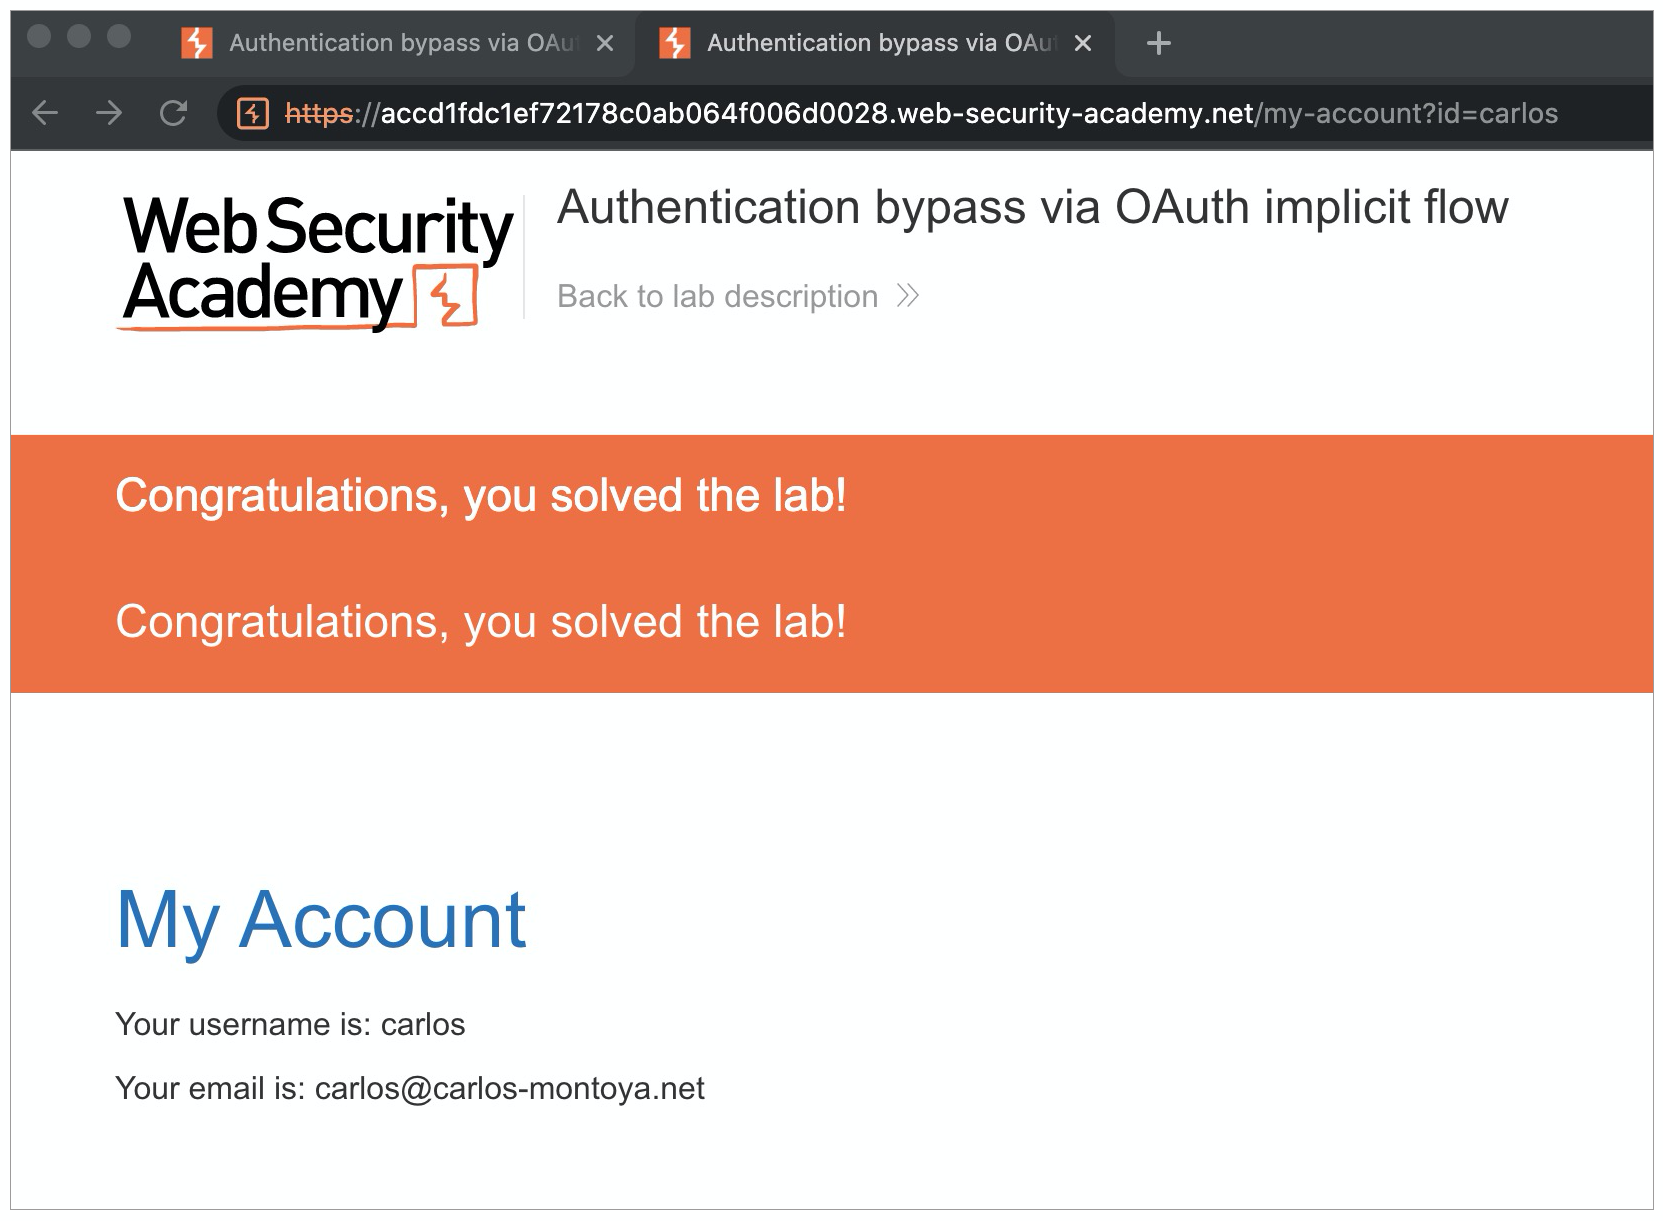 Authentication bypass via OAu
Authentication bypass via OAu
https://accd1fdc1ef72178c0ab064f006d0028.web-security-academy.net/my-account?id=carlos
Web Security
Academy
Authentication bypass via OAuth implicit flow
Back to lab description
Congratulations, you solved the lab!
Congratulations, you solved the lab!
My Account
Your username is: carlos
Your email is: carlos@carlos-montoya.net